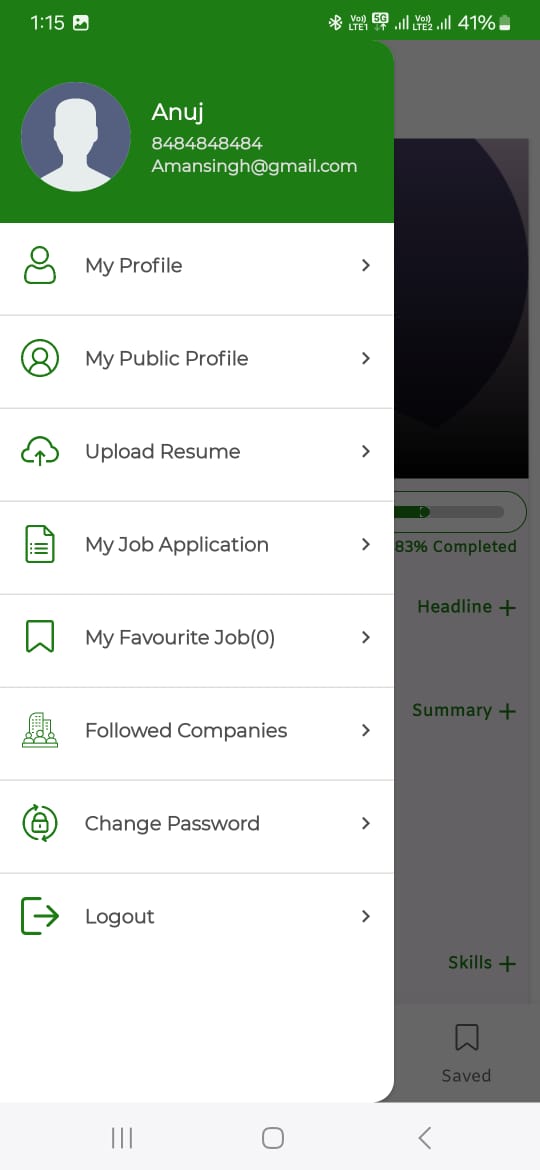 1:15
Vo)) LTE1 5G Vo)) LTE2 41%
Anuj
8484848484
Amansingh@gmail.com
My Profile
My Public Profile
Upload Resume
My Job Application
83% Completed
Headline +
My Favourite Job(0)
Summary +
Followed Companies
Change Password
Logout
Skills +
Saved